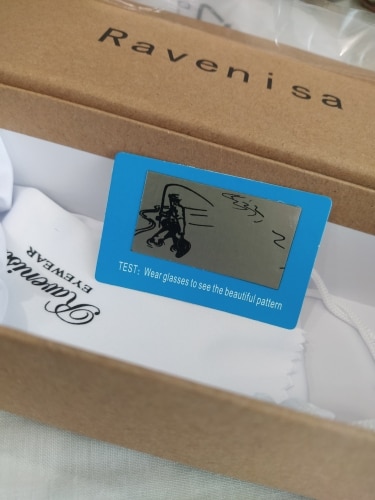 Ravenisa
TEST: Wear glasses to see the beautiful pattern
Ravenisa
EYEWEAR